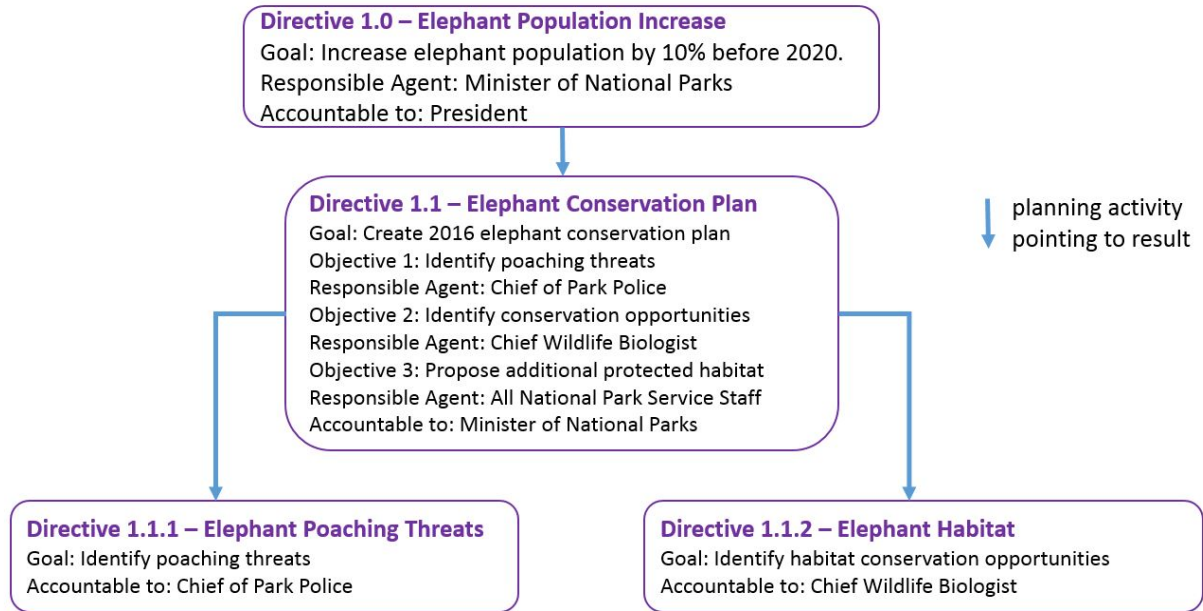 Directive 1.0 – Elephant Population Increase
Goal: Increase elephant population by 10% before 2020.
Responsible Agent: Minister of National Parks
Accountable to: President
Directive 1.1 – Elephant Conservation Plan
Goal: Create 2016 elephant conservation plan
Objective 1: Identify poaching threats
Responsible Agent: Chief of Park Police
Objective 2: Identify conservation opportunities
Responsible Agent: Chief Wildlife Biologist
Objective 3: Propose additional protected habitat
Responsible Agent: All National Park Service Staff
Accountable to: Minister of National Parks
planning activity
pointing to result
Directive 1.1.1 – Elephant Poaching Threats
Goal: Identify poaching threats
Accountable to: Chief of Park Police
Directive 1.1.2 – Elephant Habitat
Goal: Identify habitat conservation opportunities
Accountable to: Chief Wildlife Biologist